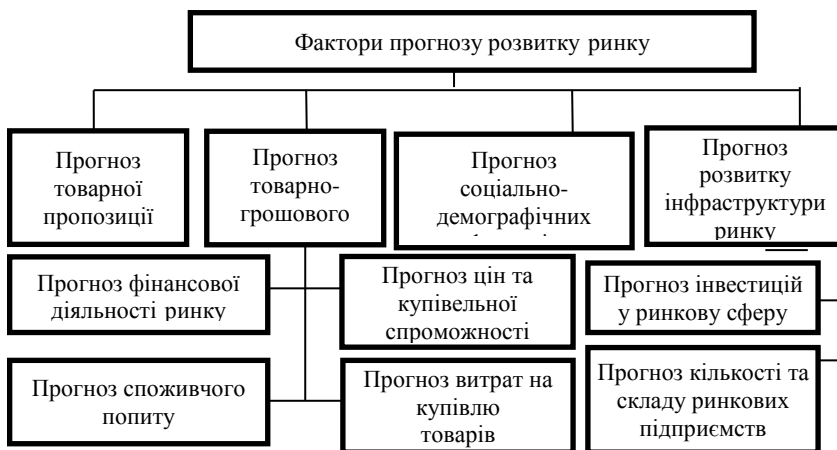 Фактори прогнозу розвитку ринку
Прогноз
товарної
пропозиції
Прогноз
товарно-
грошового
Прогноз
соціально-
демографічних
Прогноз
розвитку
інфраструктури
ринку
Прогноз фінансової
діяльності ринку
Прогноз цін та
купівельної
спроможності
Прогноз інвестицій
у ринкову сферу
Прогноз споживчого
попиту
Прогноз витрат на
купівлю
товарів
Прогноз кількості та
складу ринкових
підприємств